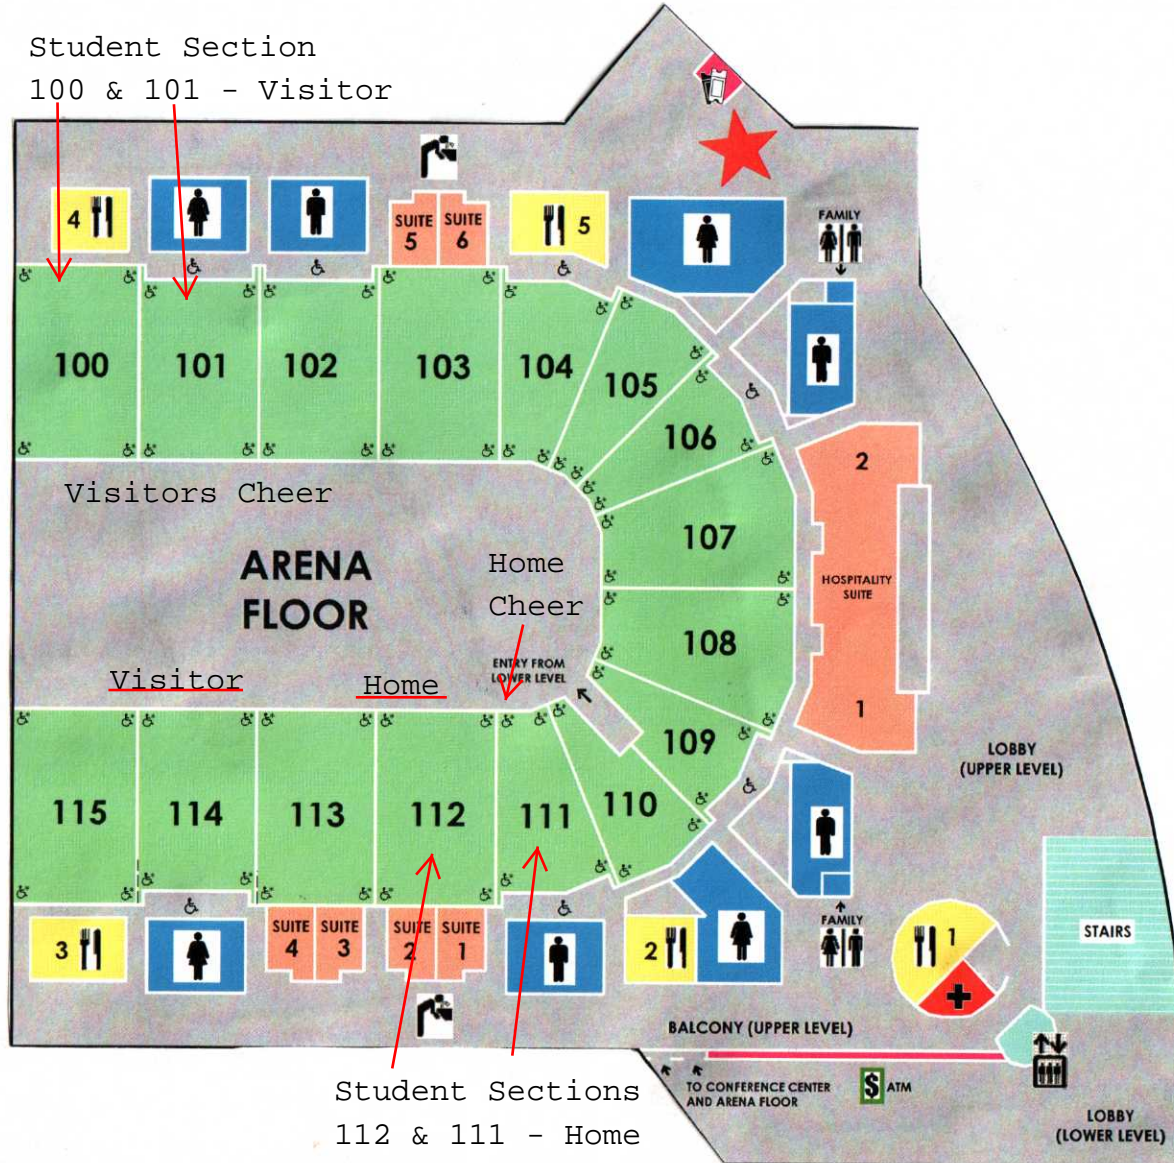 Student Section
100 & 101 - Visitor
FAMILY
4
SUITE 5
SUITE 6
5
100
101
102
103
104
105
106
2
Visitors Cheer
107
ARENA
FLOOR
Home
Cheer
HOSPITALITY
SUITE
108
ENTRY FROM
LOWER LEVEL
Visitor
Home
1
109
LOBBY
(UPPER LEVEL)
115
114
113
112
111
110
3
SUITE 4
SUITE 3
SUITE 2
SUITE 1
2
FAMILY
1
STAIRS
BALCONY (UPPER LEVEL)
TO CONFERENCE CENTER
AND ARENA FLOOR
$ ATM
Student Sections
112 & 111 - Home
LOBBY
(LOWER LEVEL)